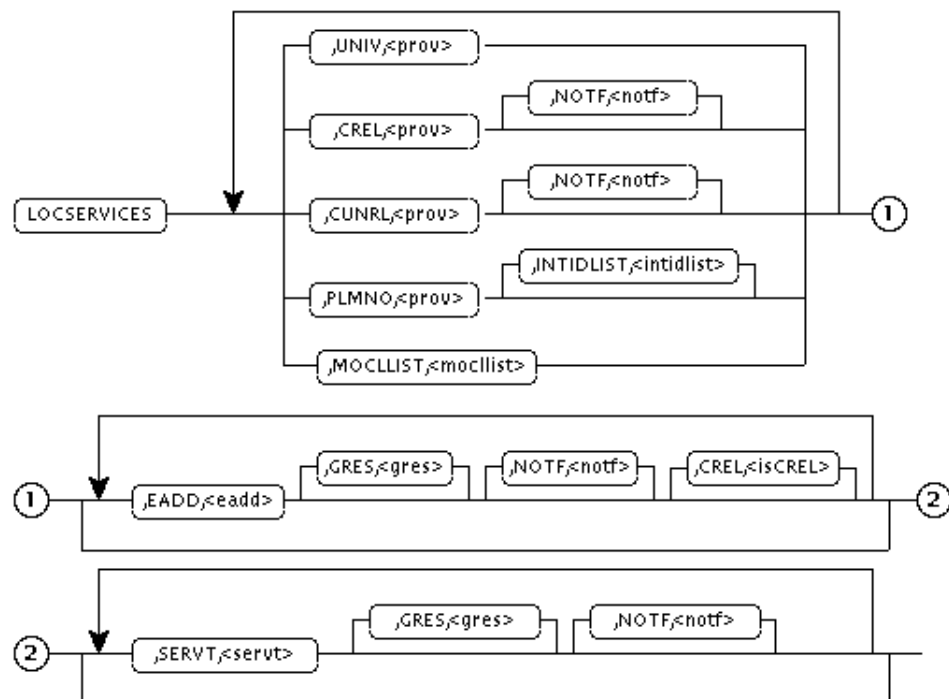 ,UNIV,<prov>
,NOTF,<notf>
,CREL,<prov>
,NOTF,<notf>
LOCSERVICES
,CUNRL,<prov>
1
,INTIDLIST,<intidlist>
,PLMNO,<prov>
,MOCLLIST,<mocllist>
,GRES,<gres>
,NOTF,<notf>
,CREL,<isCREL>
1
,EADD,<eadd>
2
,GRES,<gres>
,NOTF,<notf>
2
,SERVT,<servt>